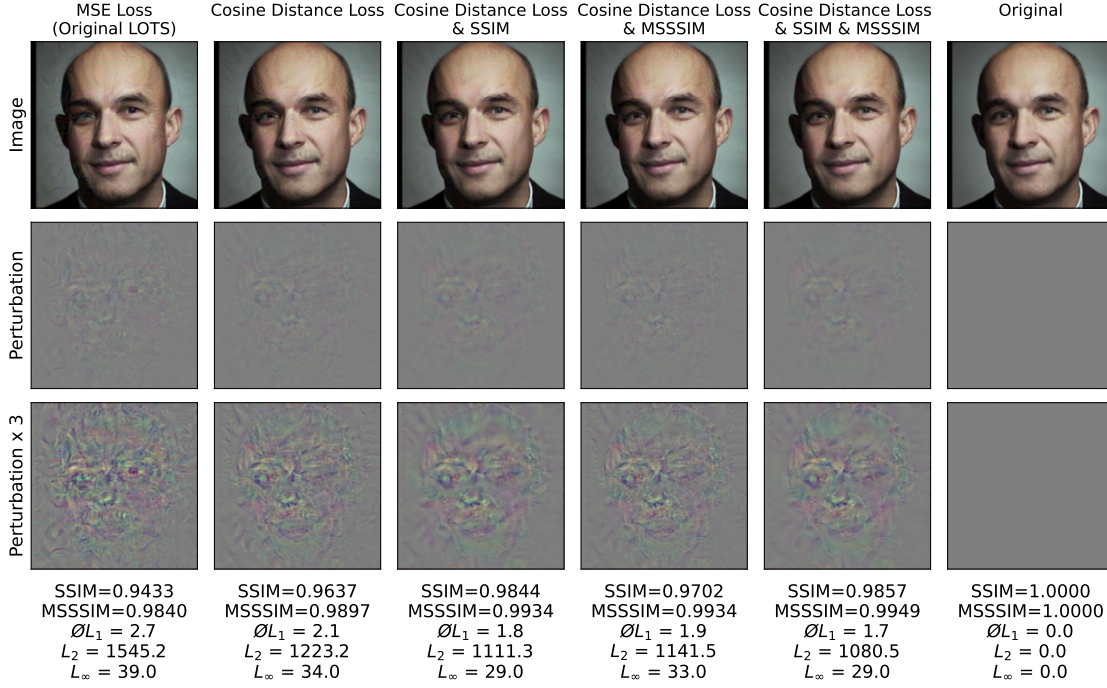 MSE Loss
(Original LOTS)
Cosine Distance Loss
Cosine Distance Loss
& SSIM
Cosine Distance Loss
& MSSSIM
Cosine Distance Loss
& SSIM & MSSSIM
Original
Image
Perturbation
Perturbation x 3
SSIM=0.9433
MSSSIM=0.9840
ØL₁ = 2.7
L₂ = 1545.2
L∞ = 39.0
SSIM=0.9637
MSSSIM=0.9897
ØL₁ = 2.1
L₂ = 1223.2
L∞ = 34.0
SSIM=0.9844
MSSSIM=0.9934
ØL₁ = 1.8
L₂ = 1111.3
L∞ = 29.0
SSIM=0.9702
MSSSIM=0.9934
ØL₁ = 1.9
L₂ = 1141.5
L∞ = 33.0
SSIM=0.9857
MSSSIM=0.9949
ØL₁ = 1.7
L₂ = 1080.5
L∞ = 29.0
SSIM=1.0000
MSSSIM=1.0000
ØL₁ = 0.0
L₂ = 0.0
L∞ = 0.0